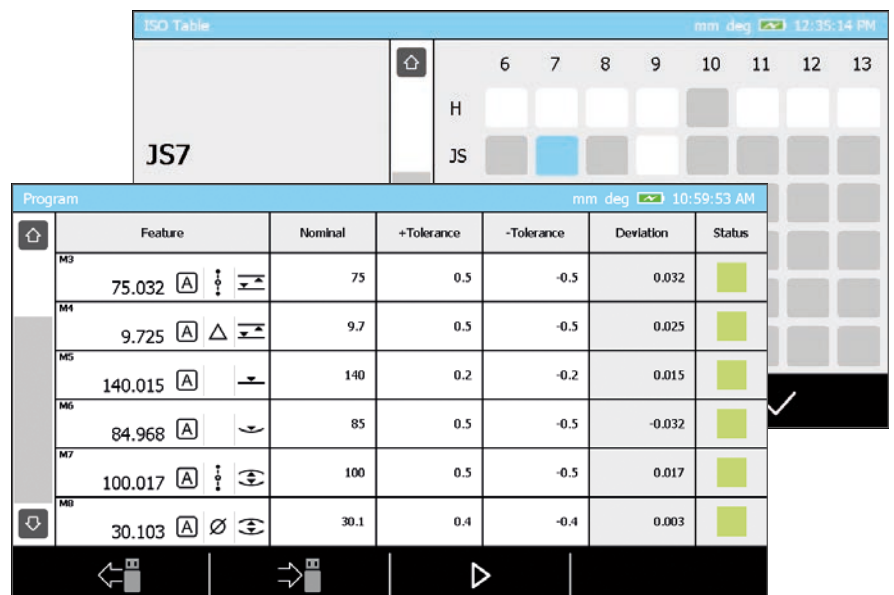 ISO Table mm deg 12:35:14 PM
6 7 8 9 10 11 12 13
H
JS7 JS
Program mm deg 10:59:53 AM
Feature Nominal +Tolerance -Tolerance Deviation Status
M3
75.032 A 75 0.5 -0.5 0.032
M4
9.725 A 9.7 0.5 -0.5 0.025
M5
140.015 A 140 0.2 -0.2 0.015
M6
84.968 A 85 0.5 -0.5 -0.032
M7
100.017 A 100 0.5 -0.5 0.017
M8
30.103 A Ø 30.1 0.4 -0.4 0.003